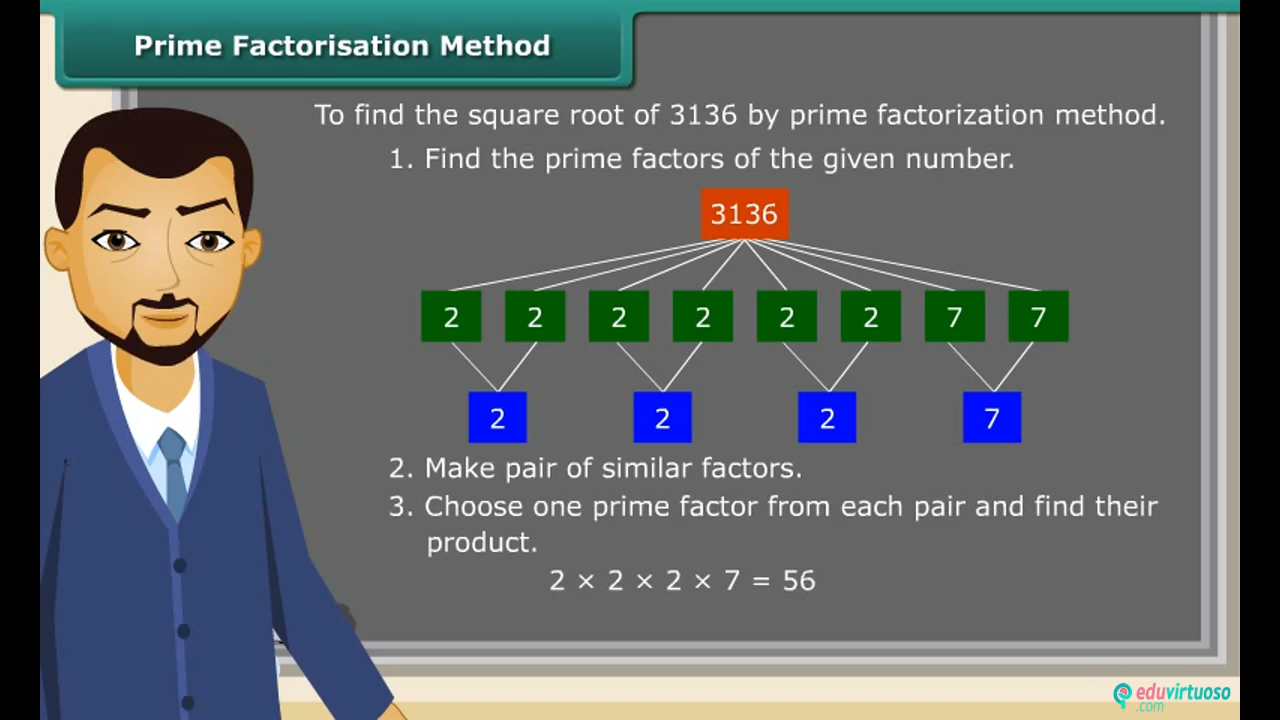 Prime Factorisation Method
To find the square root of 3136 by prime factorization method.
1. Find the prime factors of the given number.
3136
2 2 2 2 2 2 7 7
2 2 2 7
2. Make pair of similar factors.
3. Choose one prime factor from each pair and find their
product.
2 × 2 × 2 × 7 = 56
eduvirtuoso
.com